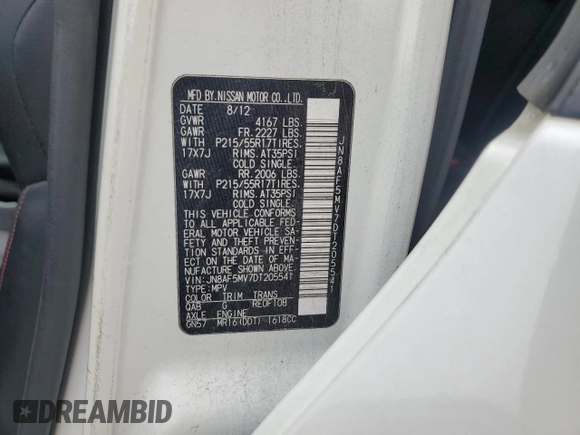 MFD BY.NISSAN MOTOR CO.,LTD.
DATE 8/12
GVWR 4167 LBS.
GAWR FR.2227 LBS.
WITH P215/55R17TIRES.
17X7J RIMS.AT35PSI
COLD SINGLE.
GAWR RR.2006 LBS.
WITH P215/55R17TIRES.
17X7J RIMS.AT35PSI
COLD SINGLE.
THIS VEHICLE CONFORMS
TO ALL APPLICABLE FED-
ERAL MOTOR VEHICLE SA-
FETY AND THEFT PREVEN-
TION STANDARDS IN EFF-
ECT ON THE DATE OF MA-
NUFACTURE SHOWN ABOVE.
VIN:JN8AF5MV7DT205541
TYPE:MPV
COLOR TRIM TRANS
QAB G RE0F10B
AXLE ENGINE
GN57 MR16(DDT) 1618CC
JN8AF5MV7DT205541
DREAMBID
DREAMBID.COM